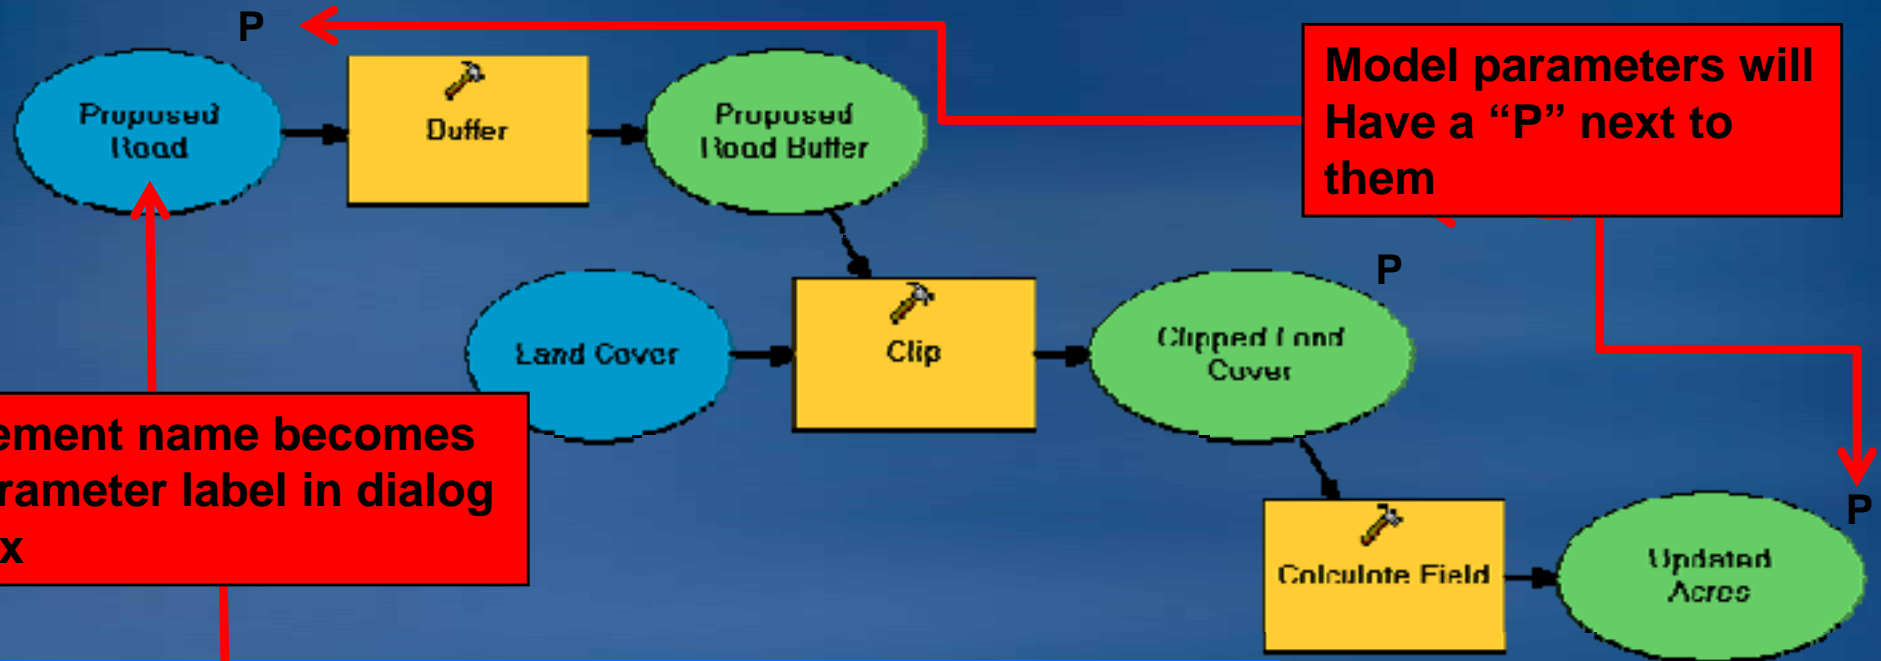 P
Model parameters will
Have a “P” next to
them
Proposed
Road
Buffer
Proposed
Road Buffer
P
Land Cover
Clip
Clipped Land
Cover
ement name becomes
rameter label in dialog
x
P
Calculate Field
Updated
Acres